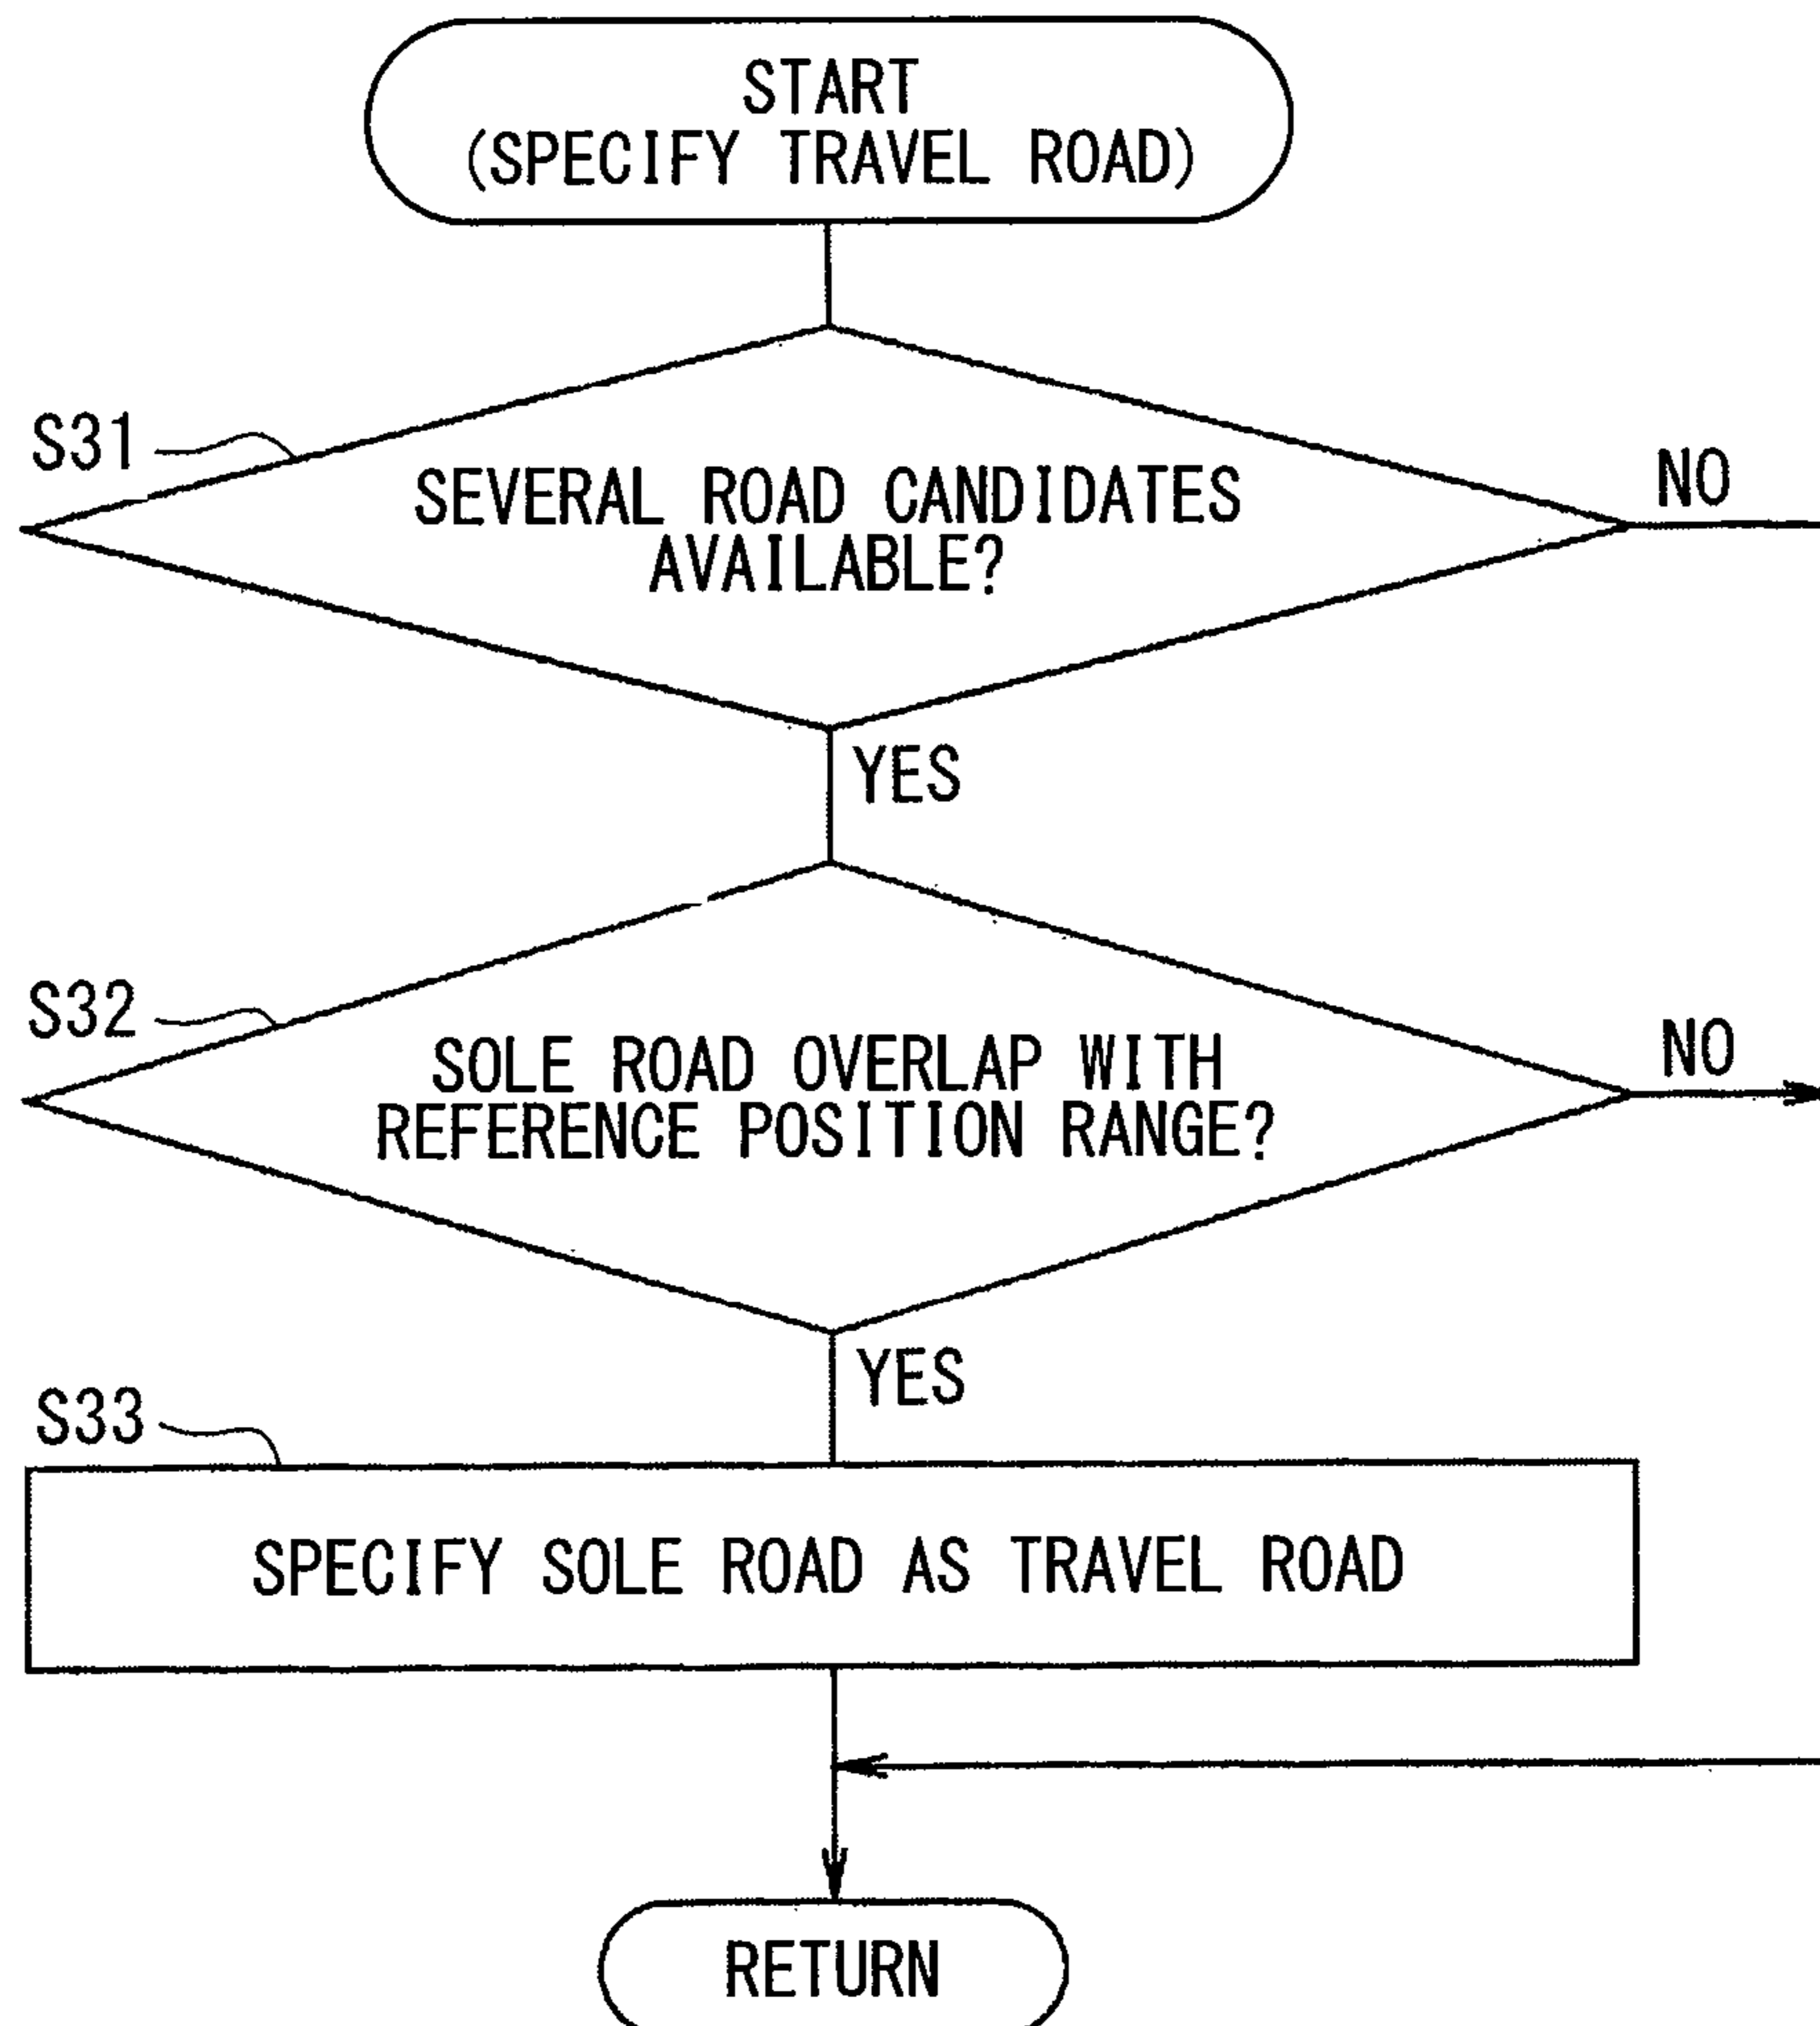 START
(SPECIFY TRAVEL ROAD)
S31
SEVERAL ROAD CANDIDATES
AVAILABLE?
NO
YES
S32
SOLE ROAD OVERLAP WITH
REFERENCE POSITION RANGE?
NO
YES
S33
SPECIFY SOLE ROAD AS TRAVEL ROAD
RETURN